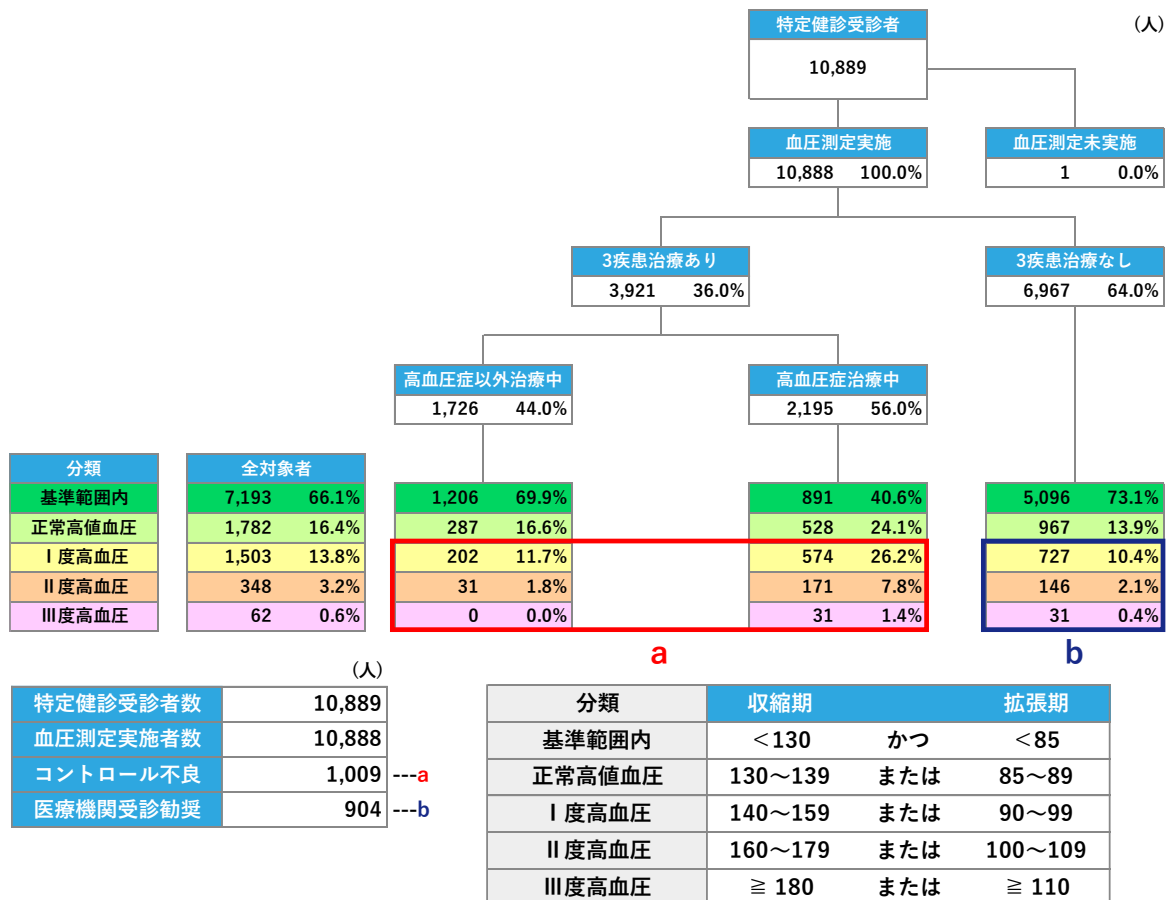 特定健診受診者 (人)
10,889
血圧測定実施 血圧測定未実施
10,888 100.0% 1 0.0%
3疾患治療あり 3疾患治療なし
3,921 36.0% 6,967 64.0%
高血圧症以外治療中 高血圧症治療中
1,726 44.0% 2,195 56.0%
分類 全対象者
基準範囲内 7,193 66.1% 1,206 69.9% 891 40.6% 5,096 73.1%
正常高値血圧 1,782 16.4% 287 16.6% 528 24.1% 967 13.9%
Ⅰ度高血圧 1,503 13.8% 202 11.7% 574 26.2% 727 10.4%
Ⅱ度高血圧 348 3.2% 31 1.8% 171 7.8% 146 2.1%
Ⅲ度高血圧 62 0.6% 0 0.0% 31 1.4% 31 0.4%
a b
(人)
特定健診受診者数 10,889
血圧測定実施者数 10,888
コントロール不良 1,009 ---a
医療機関受診勧奨 904 ---b
分類 収縮期 拡張期
基準範囲内 <130 かつ <85
正常高値血圧 130～139 または 85～89
Ⅰ度高血圧 140～159 または 90～99
Ⅱ度高血圧 160～179 または 100～109
Ⅲ度高血圧 ≧ 180 または ≧ 110